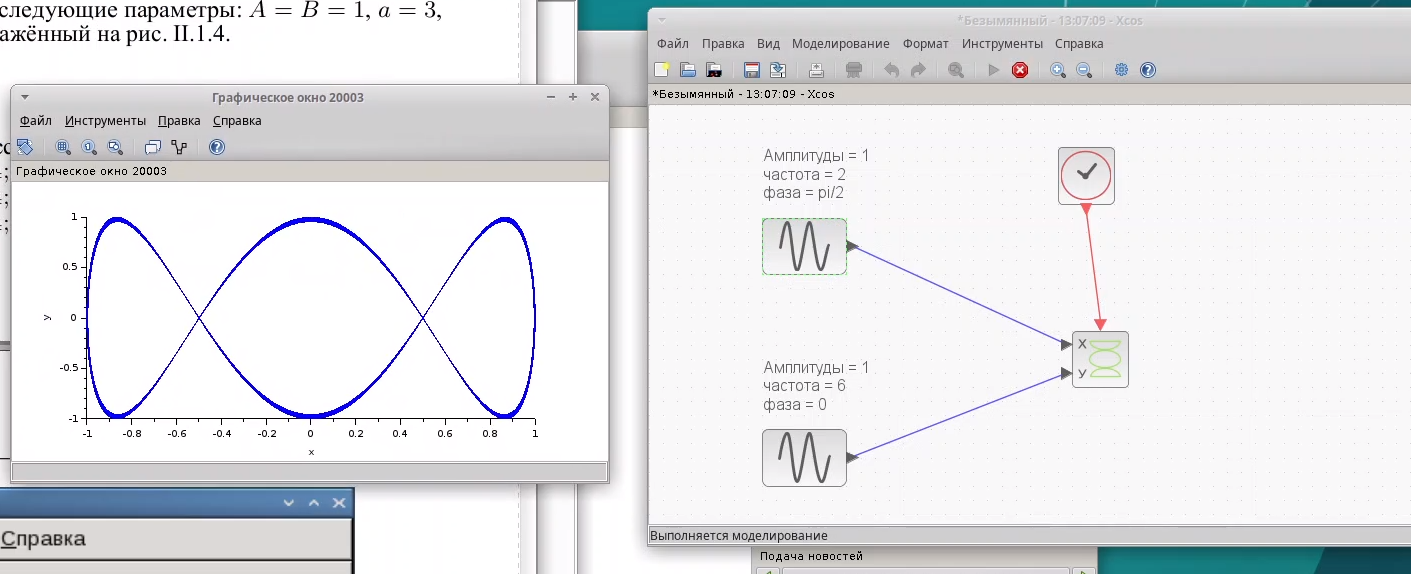 следующие параметры: A = B = 1, a = 3,
ажённый на рис. II.1.4.
Графическое окно 20003
Файл Инструменты Правка Справка
Графическое окно 20003
1
0.5
0
-0.5
-1
y
-1 -0.8 -0.6 -0.4 -0.2 0 0.2 0.4 0.6 0.8 1
x
Справка
*Безымянный - 13:07:09 - Xcos
Файл Правка Вид Моделирование Формат Инструменты Справка
*Безымянный - 13:07:09 - Xcos
Амплитуды = 1
частота = 2
фаза = pi/2
X
У
Амплитуды = 1
частота = 6
фаза = 0
Выполняется моделирование
Подача новостей